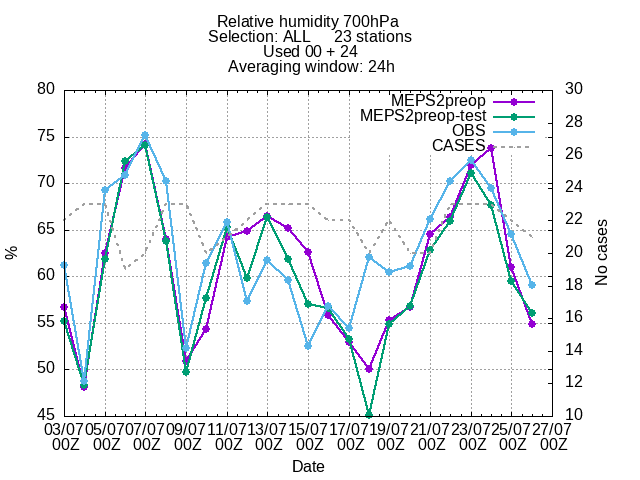 Relative humidity 700hPa
Selection: ALL     23 stations
Used 00 + 24
Averaging window: 24h
80 30
MEPS2preop
MEPS2preop-test
OBS
CASES
75 28
26
70 24
65 22
% No cases
60 20
18
55 16
14
50 12
45 10
03/07 05/07 07/07 09/07 11/07 13/07 15/07 17/07 19/07 21/07 23/07 25/07 27/07
00Z 00Z 00Z 00Z 00Z 00Z 00Z 00Z 00Z 00Z 00Z 00Z 00Z
Date